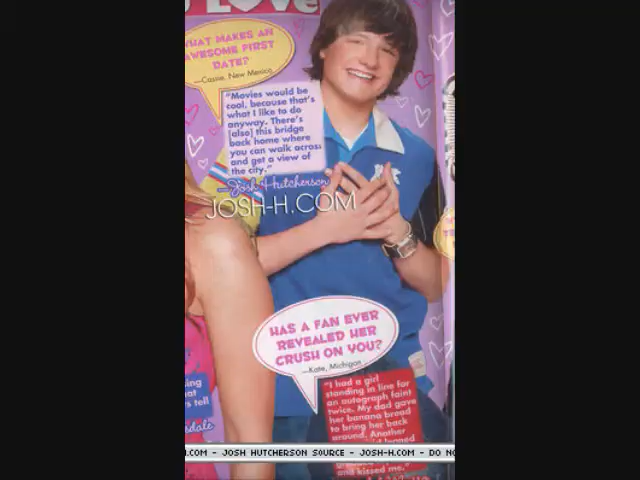 LOVE
WHAT MAKES AN
AWESOME FIRST
DATE?
—Cassie, New Mexico
"Movies would be
cool, because that's
what I like to do
anyway. There's
[also] this bridge
back home where
you can walk across
and get a view of
the city."
—Josh Hutcherson
JOSH-H.COM
HAS A FAN EVER
REVEALED HER
CRUSH ON YOU?
—Kate, Michigan
"I had a girl
standing in line for
an autograph faint
twice. My dad gave
her banana bread
to bring her back
around. Another
and kissed me.
.COM - JOSH HUTCHERSON SOURCE - JOSH-H.COM - DO NO